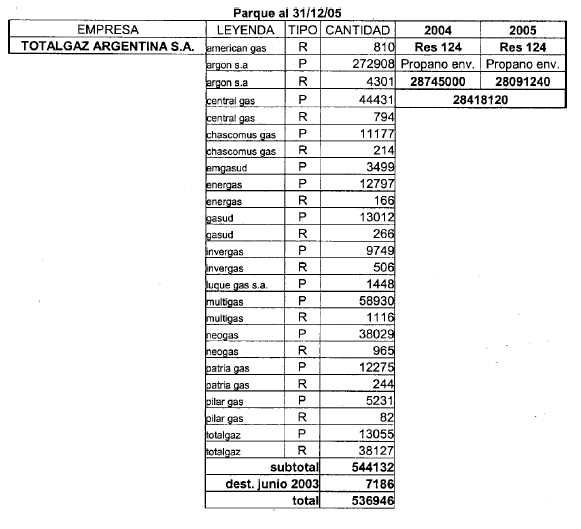 Parque al 31/12/05
EMPRESA LEYENDA TIPO CANTIDAD 2004 2005
TOTALGAZ ARGENTINA S.A. american gas R 810 Res 124 Res 124
argon s.a P 272908 Propano env. Propano env.
argon s.a R 4301 28745000 28091240
central gas P 44431 28418120
central gas R 794
chascomus gas P 11177
chascomus gas R 214
emgasud P 3499
energas P 12797
energas R 166
gasud P 13012
gasud R 266
invergas P 9749
invergas R 506
luque gas s.a. P 1448
multigas P 58930
multigas R 1116
neogas P 38029
neogas R 965
patria gas P 12275
patria gas R 244
pilar gas P 5231
pilar gas R 82
totalgaz P 13055
totalgaz R 38127
subtotal 544132
dest. junio 2003 7186
total 536946